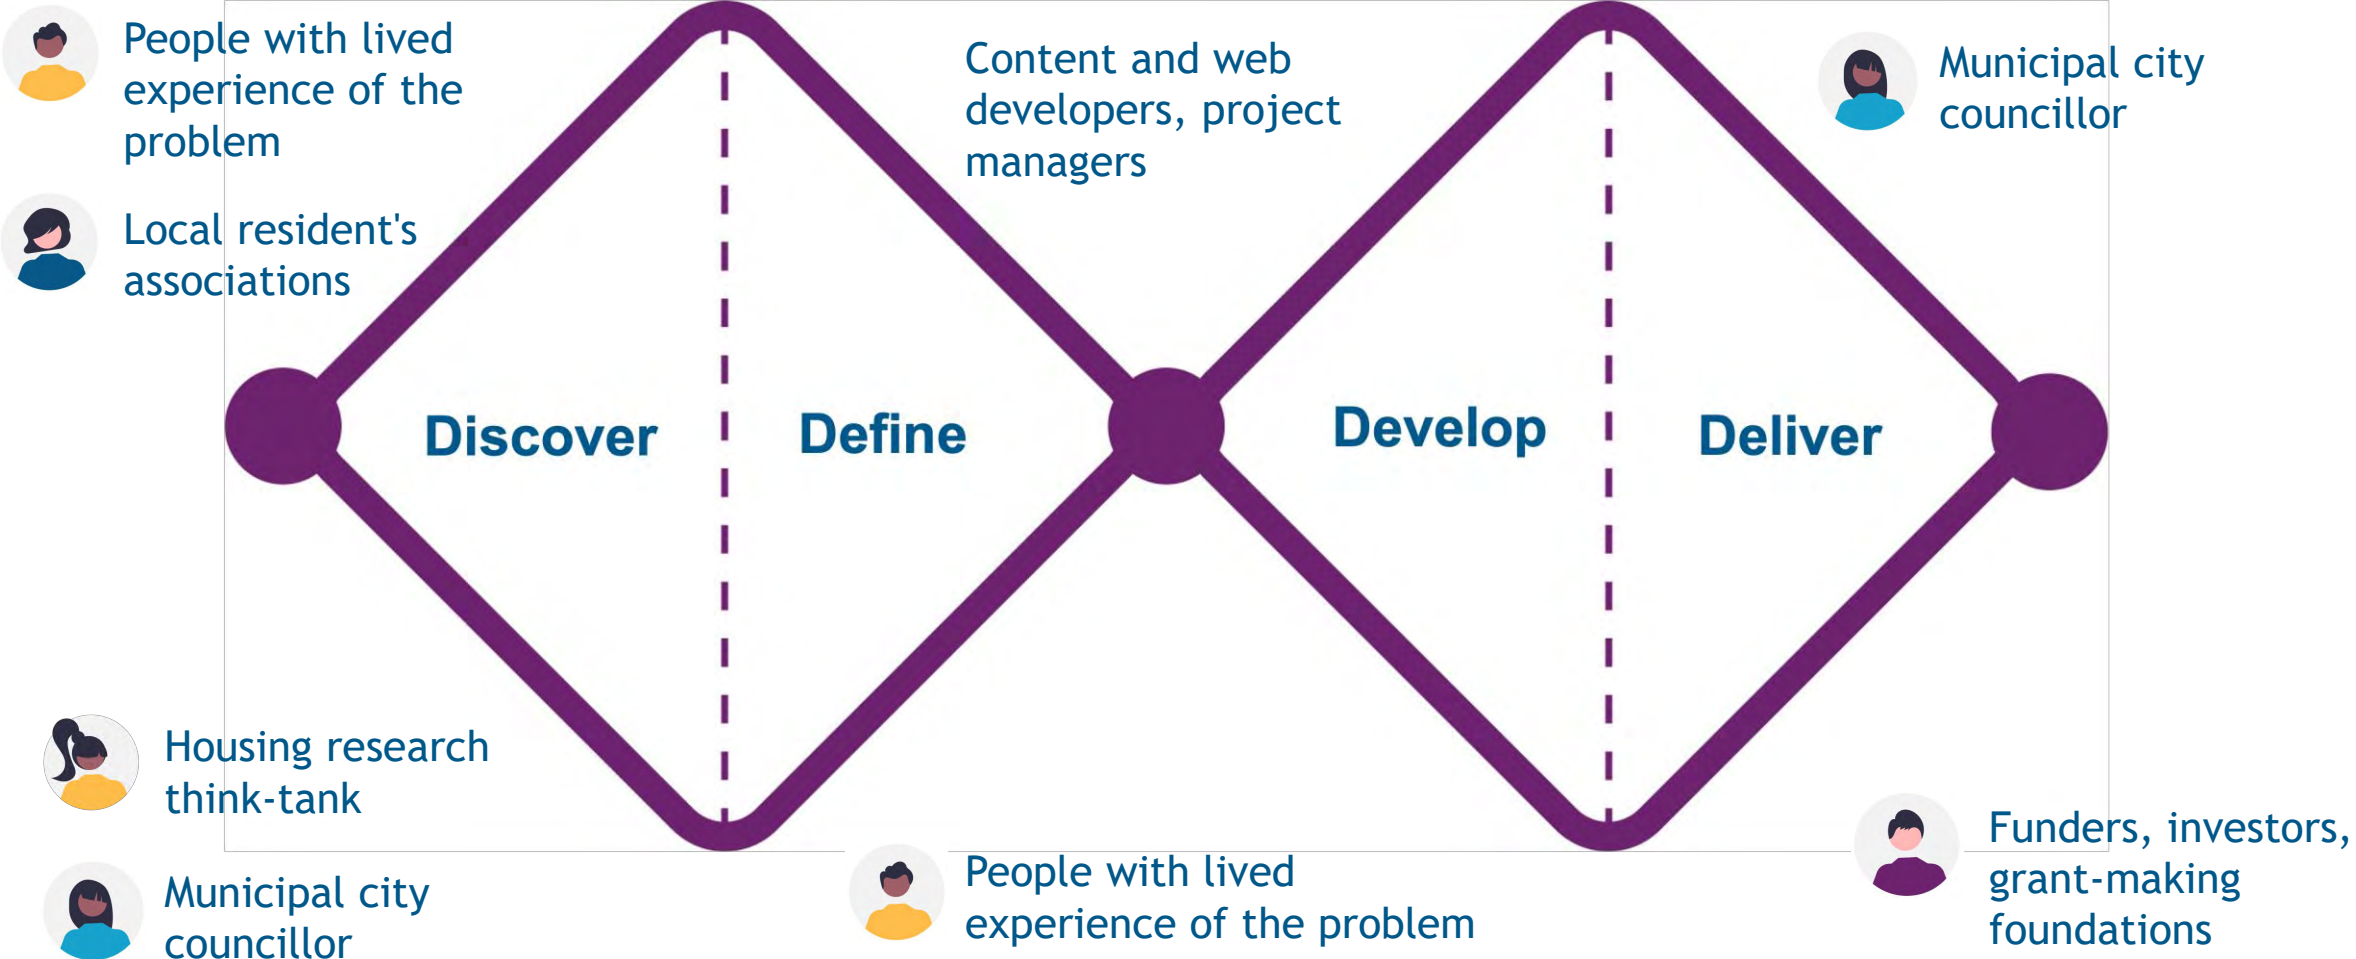 People with lived
experience of the
problem
Local resident's
associations
Content and web
developers, project
managers
Municipal city
councillor
Discover
Define
Develop
Deliver
Housing research
think-tank
Municipal city
councillor
People with lived
experience of the problem
Funders, investors,
grant-making
foundations